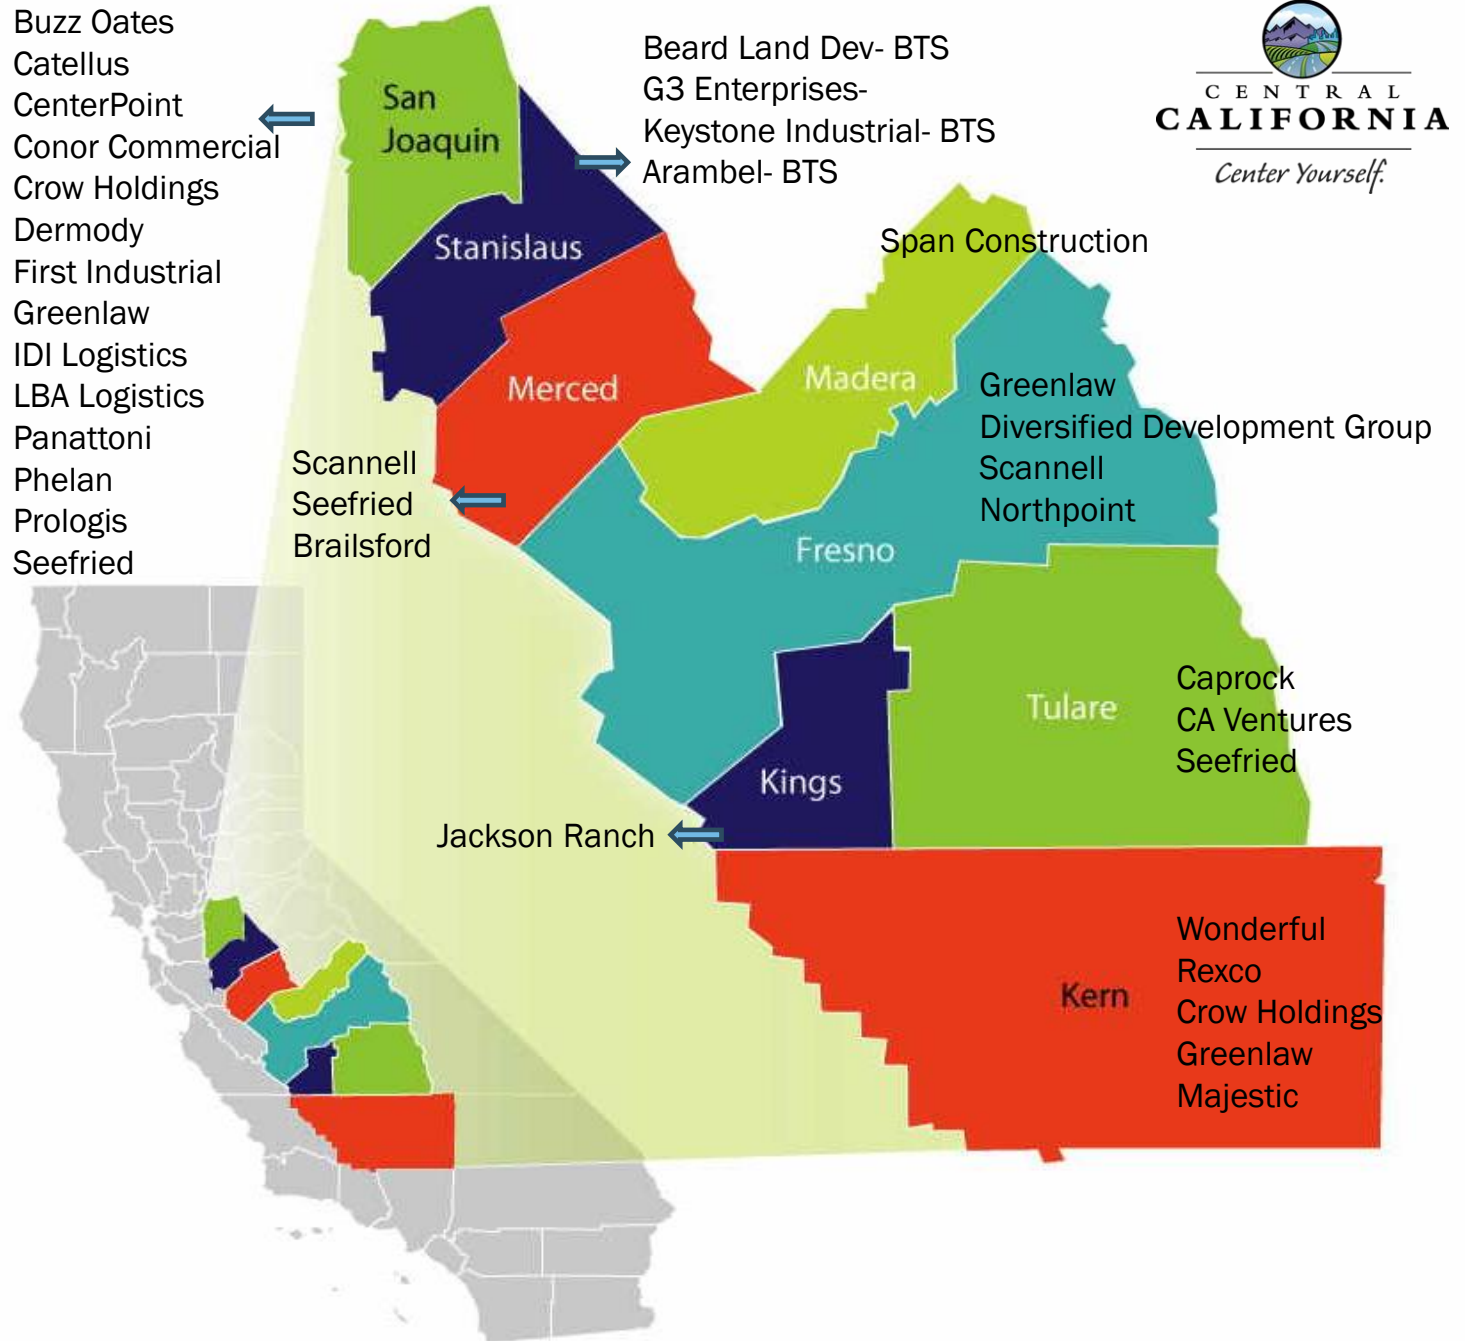 Buzz Oates
Catellus
CenterPoint
Conor Commercial
Crow Holdings
Dermody
First Industrial
Greenlaw
IDI Logistics
LBA Logistics
Panattoni
Phelan
Prologis
Seefried
San
Joaquin
Beard Land Dev- BTS
G3 Enterprises-
Keystone Industrial- BTS
Arambel- BTS
CENTRAL
CALIFORNIA
Center Yourself.
Stanislaus
Span Construction
Merced
Madera
Scannell
Seefried
Brailsford
Greenlaw
Diversified Development Group
Scannell
Northpoint
Fresno
Tulare
Caprock
CA Ventures
Seefried
Kings
Jackson Ranch
Kern
Wonderful
Rexco
Crow Holdings
Greenlaw
Majestic